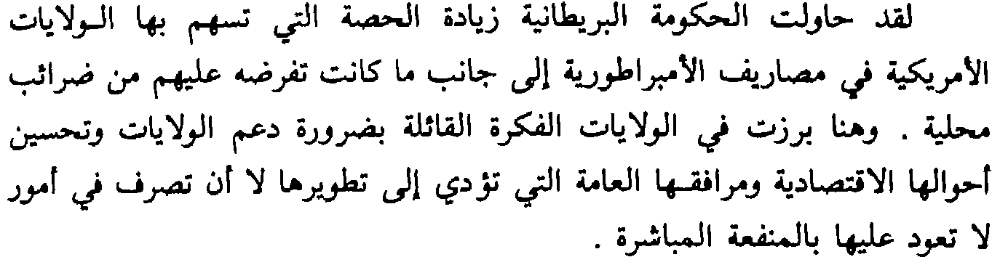 لقد حاولت الحكومة البريطانية زيادة الحصة التي تسهم بها الـولايات
الأمريكية في مصاريف الأمبراطورية إلى جانب ما كانت تفرضه عليهم من ضرائب
محلية . وهنا برزت في الولايات الفكرة القائلة بضرورة دعم الولايات وتحسين
أحوالها الاقتصادية ومرافقـها العامة التي تؤدي إلى تطويرها لا أن تصرف في أمور
لا تعود عليها بالمنفعة المباشرة .